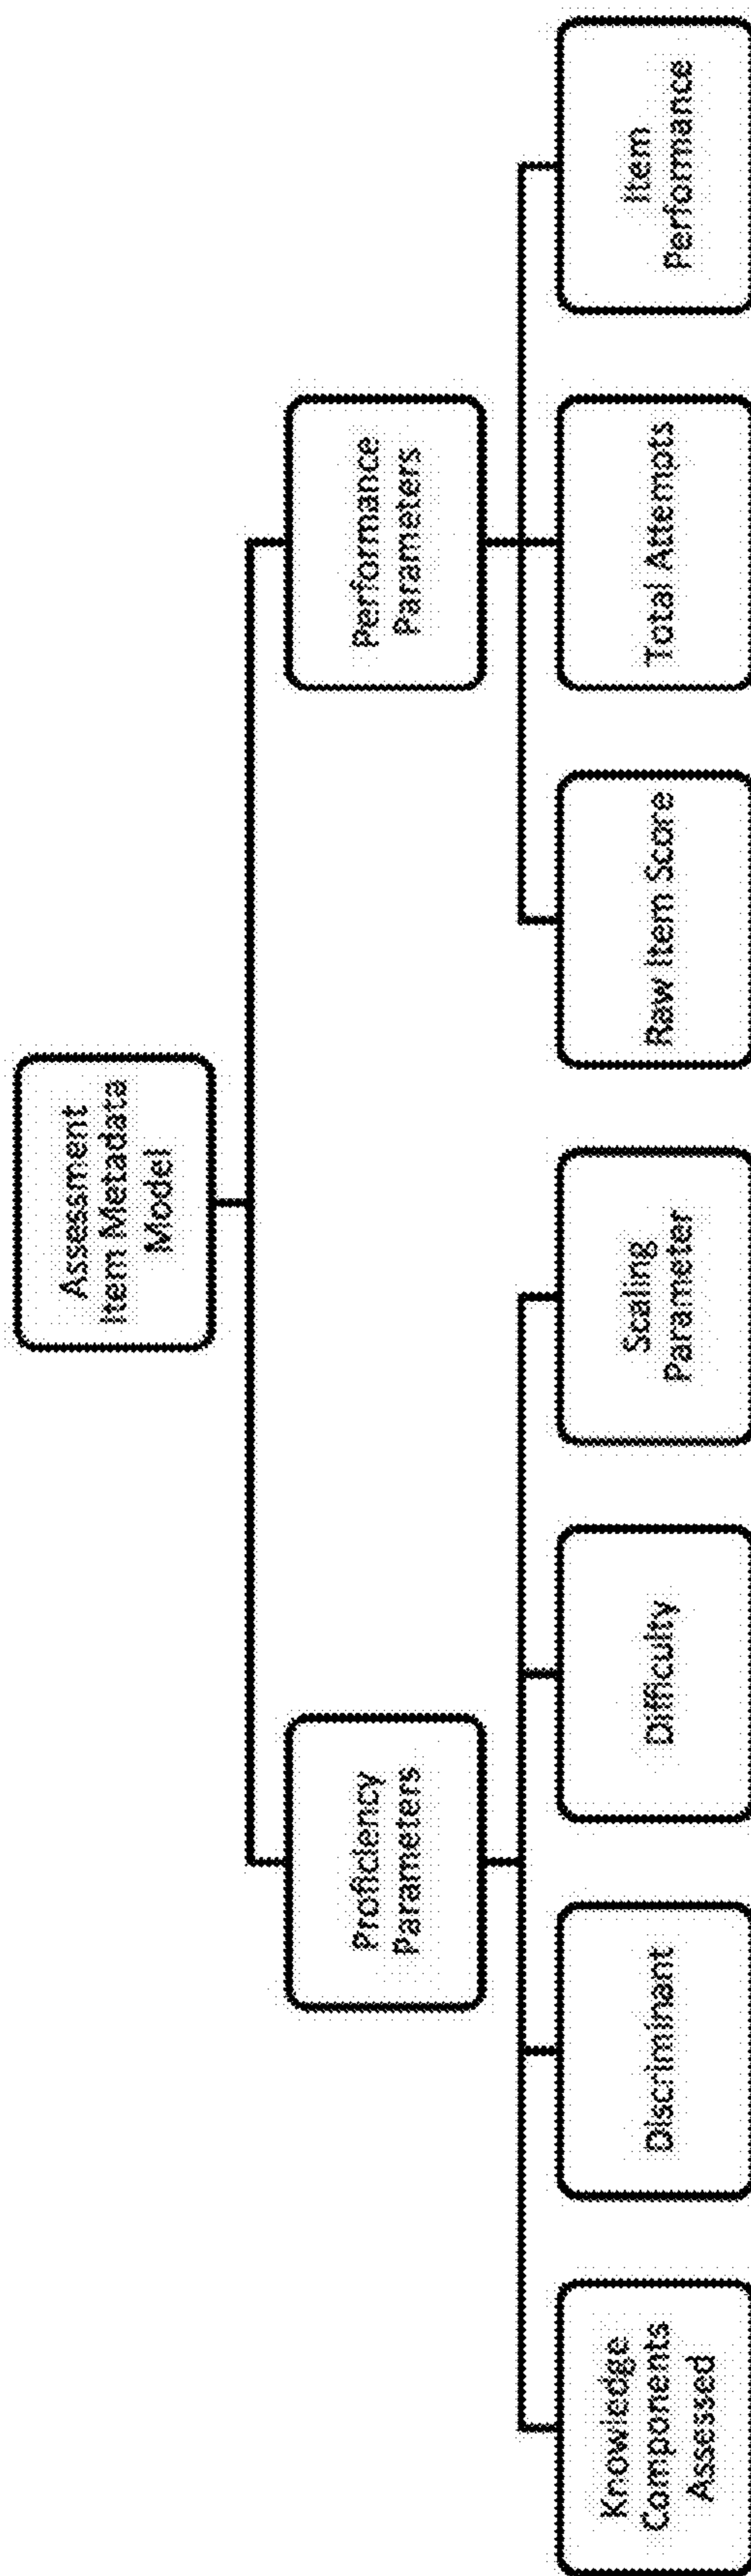 Assessment
Item Metadata
Model
Proficiency
Parameters
Performance
Parameters
Knowledge
Components
Assessed
Discriminant
Difficulty
Scaling
Parameter
Raw Item Score
Total Attempts
Item
Performance